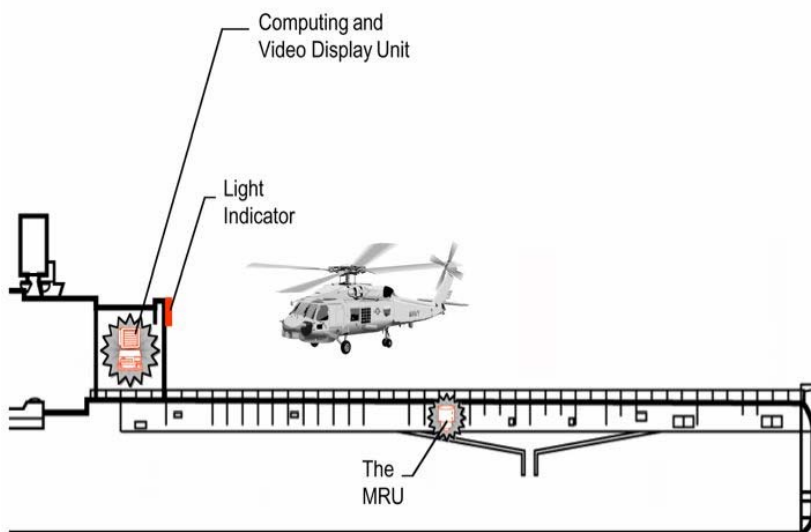 Computing and
Video Display Unit
Light
Indicator
The
MRU